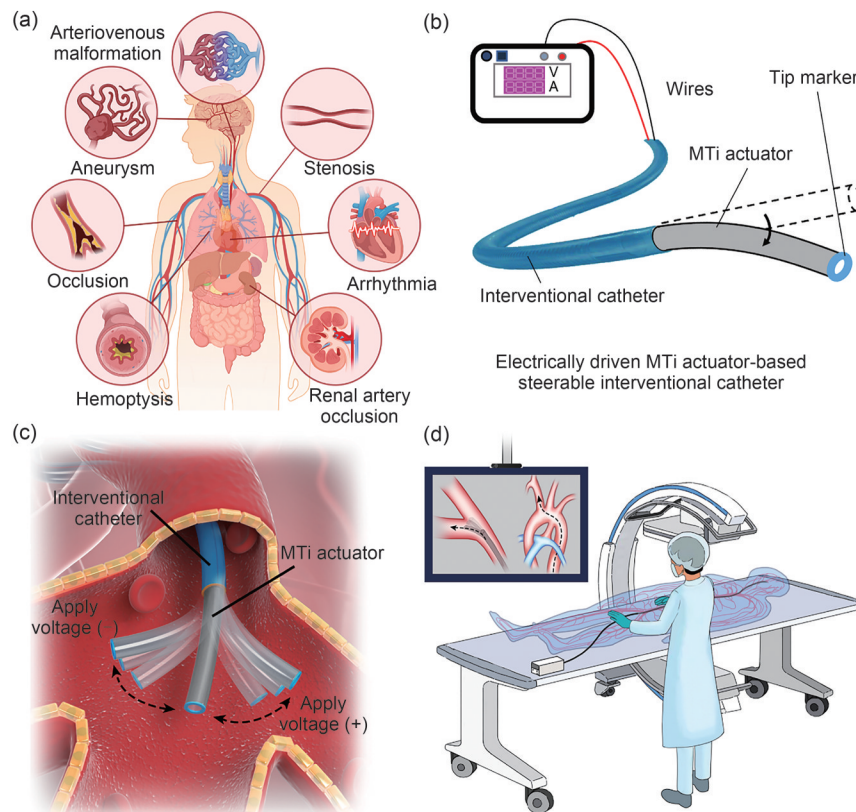 (a)
Arteriovenous
malformation
Aneurysm
Stenosis
Occlusion
Arrhythmia
Hemoptysis
Renal artery
occlusion
(b)
V
A
Wires
Tip marker
MTi actuator
Interventional catheter
Electrically driven MTi actuator-based
steerable interventional catheter
(c)
Interventional
catheter
MTi actuator
Apply
voltage (-)
Apply
voltage (+)
(d)